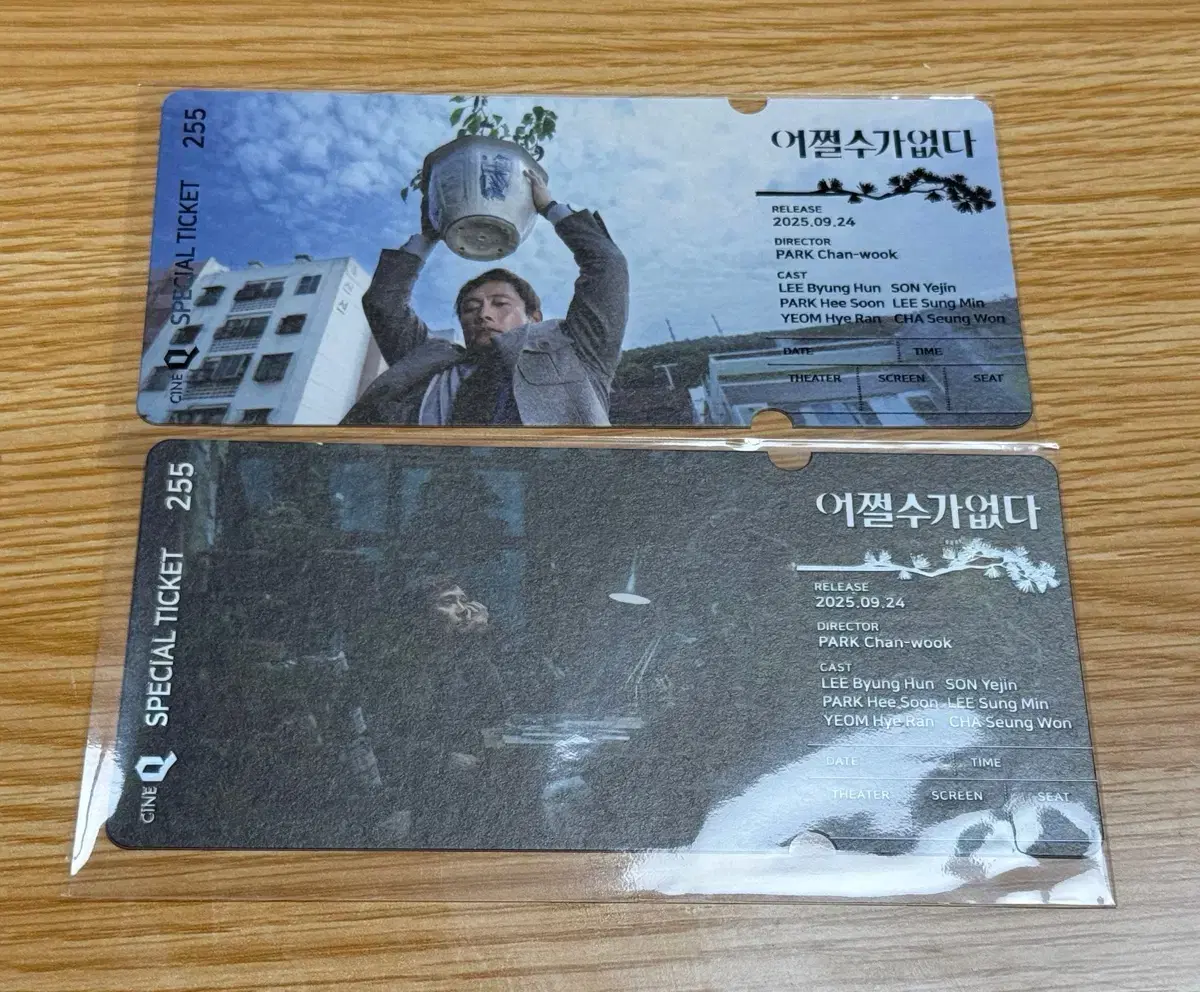 SPECIAL TICKET 255
CINE Q
어쩔수가없다
RELEASE
2025.09.24
DIRECTOR
PARK Chan-wook
CAST
LEE Byung Hun SON Yejin
PARK Hee Soon LEE Sung Min
YEOM Hye Ran CHA Seung Won
DATE TIME
THEATER SCREEN SEAT
SPECIAL TICKET 255
CINE Q
어쩔수가없다
RELEASE
2025.09.24
DIRECTOR
PARK Chan-wook
CAST
LEE Byung Hun SON Yejin
PARK Hee Soon LEE Sung Min
YEOM Hye Ran CHA Seung Won
DATE TIME
THEATER SCREEN SEAT